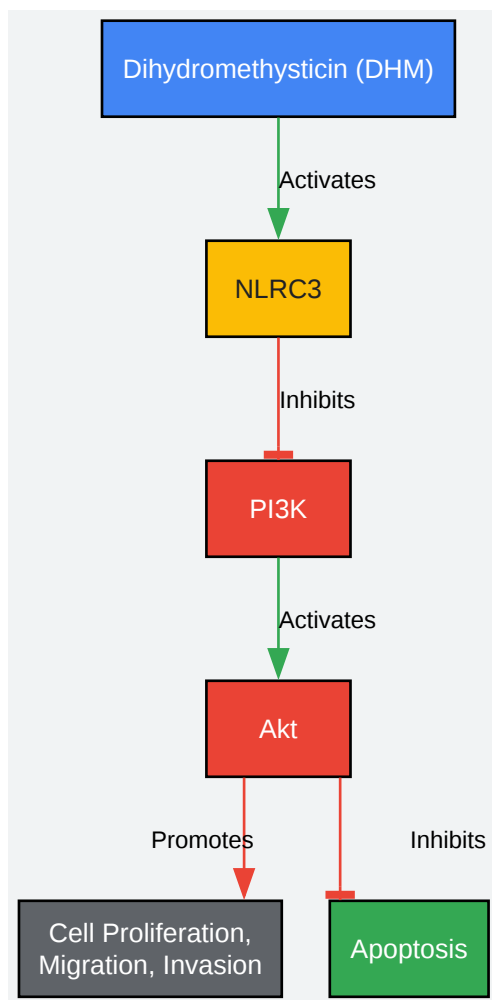 Dihydromethysticin (DHM)
Activates
NLRC3
Inhibits
PI3K
Activates
Akt
Promotes
Inhibits
Cell Proliferation,
Migration, Invasion
Apoptosis